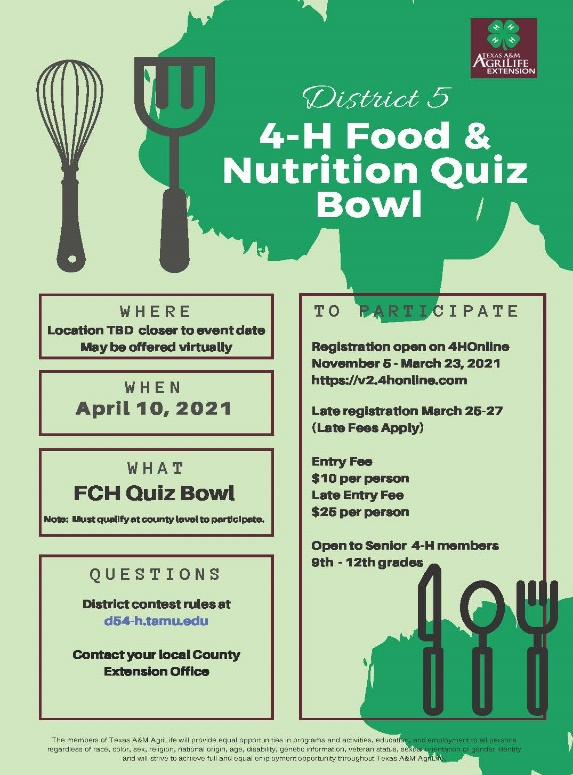 TEXAS A&M
AGRILIFE
EXTENSION
District 5
4-H Food &
Nutrition Quiz
Bowl
WHERE
Location TBD closer to event date
May be offered virtually
WHEN
April 10, 2021
WHAT
FCH Quiz Bowl
Note: Must qualify at county level to participate.
QUESTIONS
District contest rules at
d54-h.tamu.edu
Contact your local County
Extension Office
TO PARTICIPATE
Registration open on 4HOnline
November 5 - March 23, 2021
https://v2.4honline.com
Late registration March 25-27
(Late Fees Apply)
Entry Fee
$10 per person
Late Entry Fee
$25 per person
Open to Senior 4-H members
9th - 12th grades
The members of Texas A&M AgriLife will provide equal opportunities in programs and activities, education, and employment to all persons
regardless of race, color, sex, religion, national origin, age, disability, genetic information, veteran status, sexual orientation or gender identity
and will strive to achieve full and equal employment opportunity throughout Texas A&M AgriLife.